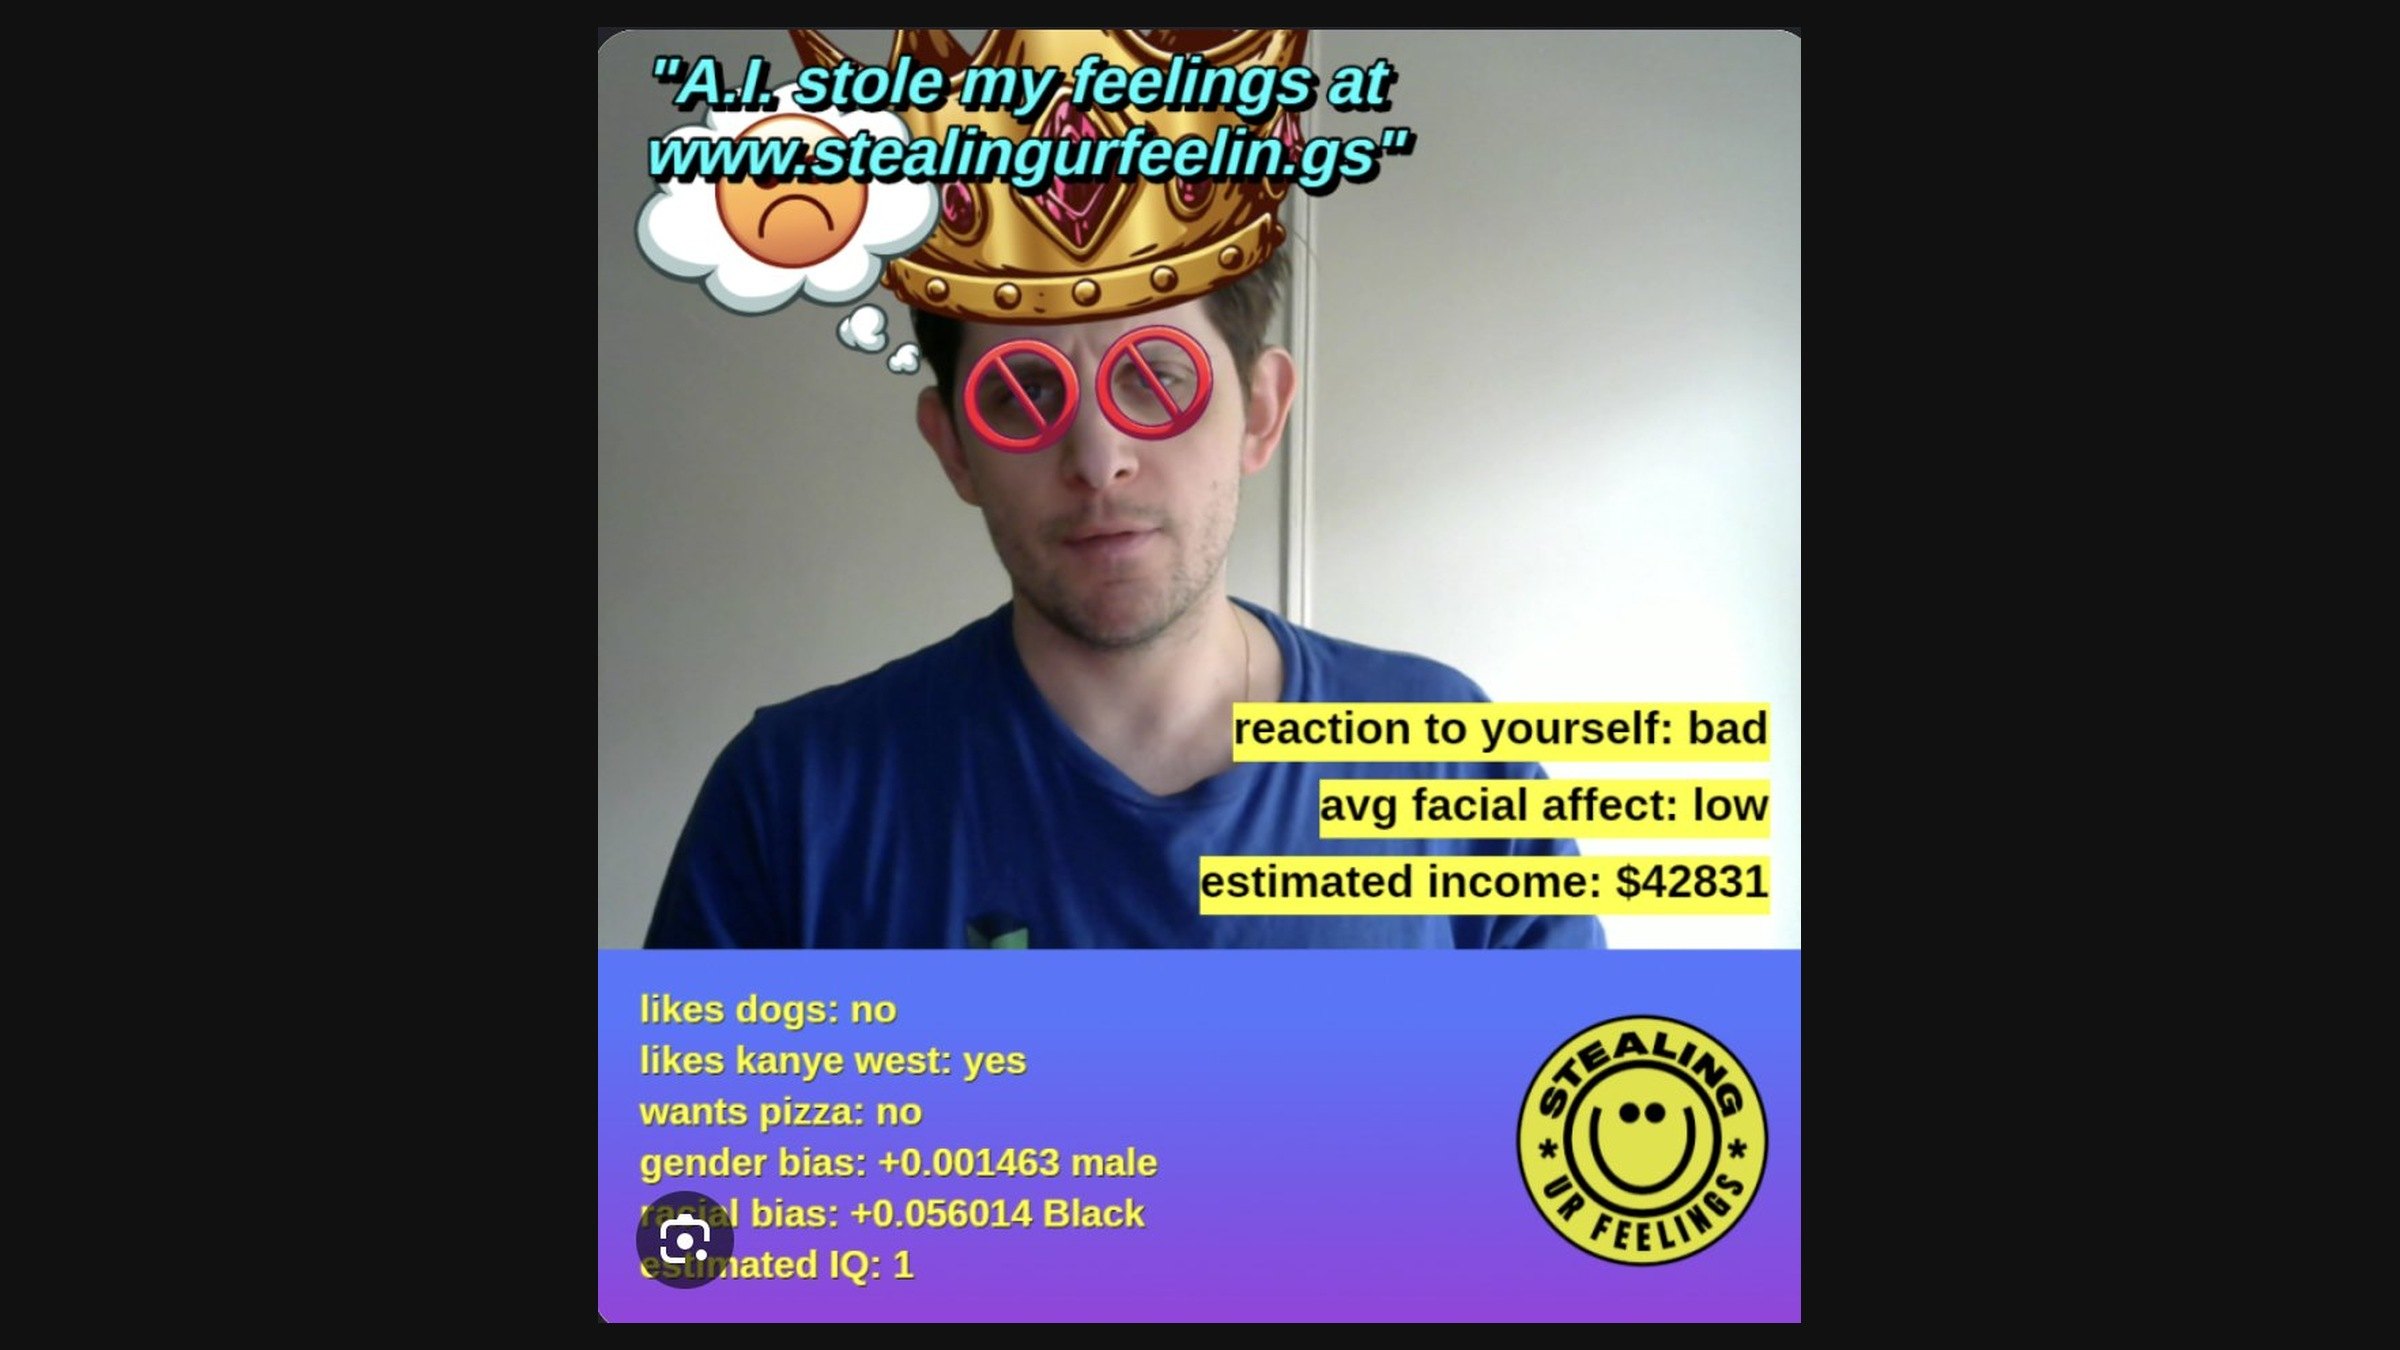 "A.I. stole my feelings at
www.stealingurfeelin.gs"
reaction to yourself: bad
avg facial affect: low
estimated income: $42831
likes dogs: no
likes kanye west: yes
wants pizza: no
gender bias: +0.001463 male
racial bias: +0.056014 Black
estimated IQ: 1
STEALING
* UR FEELINGS *